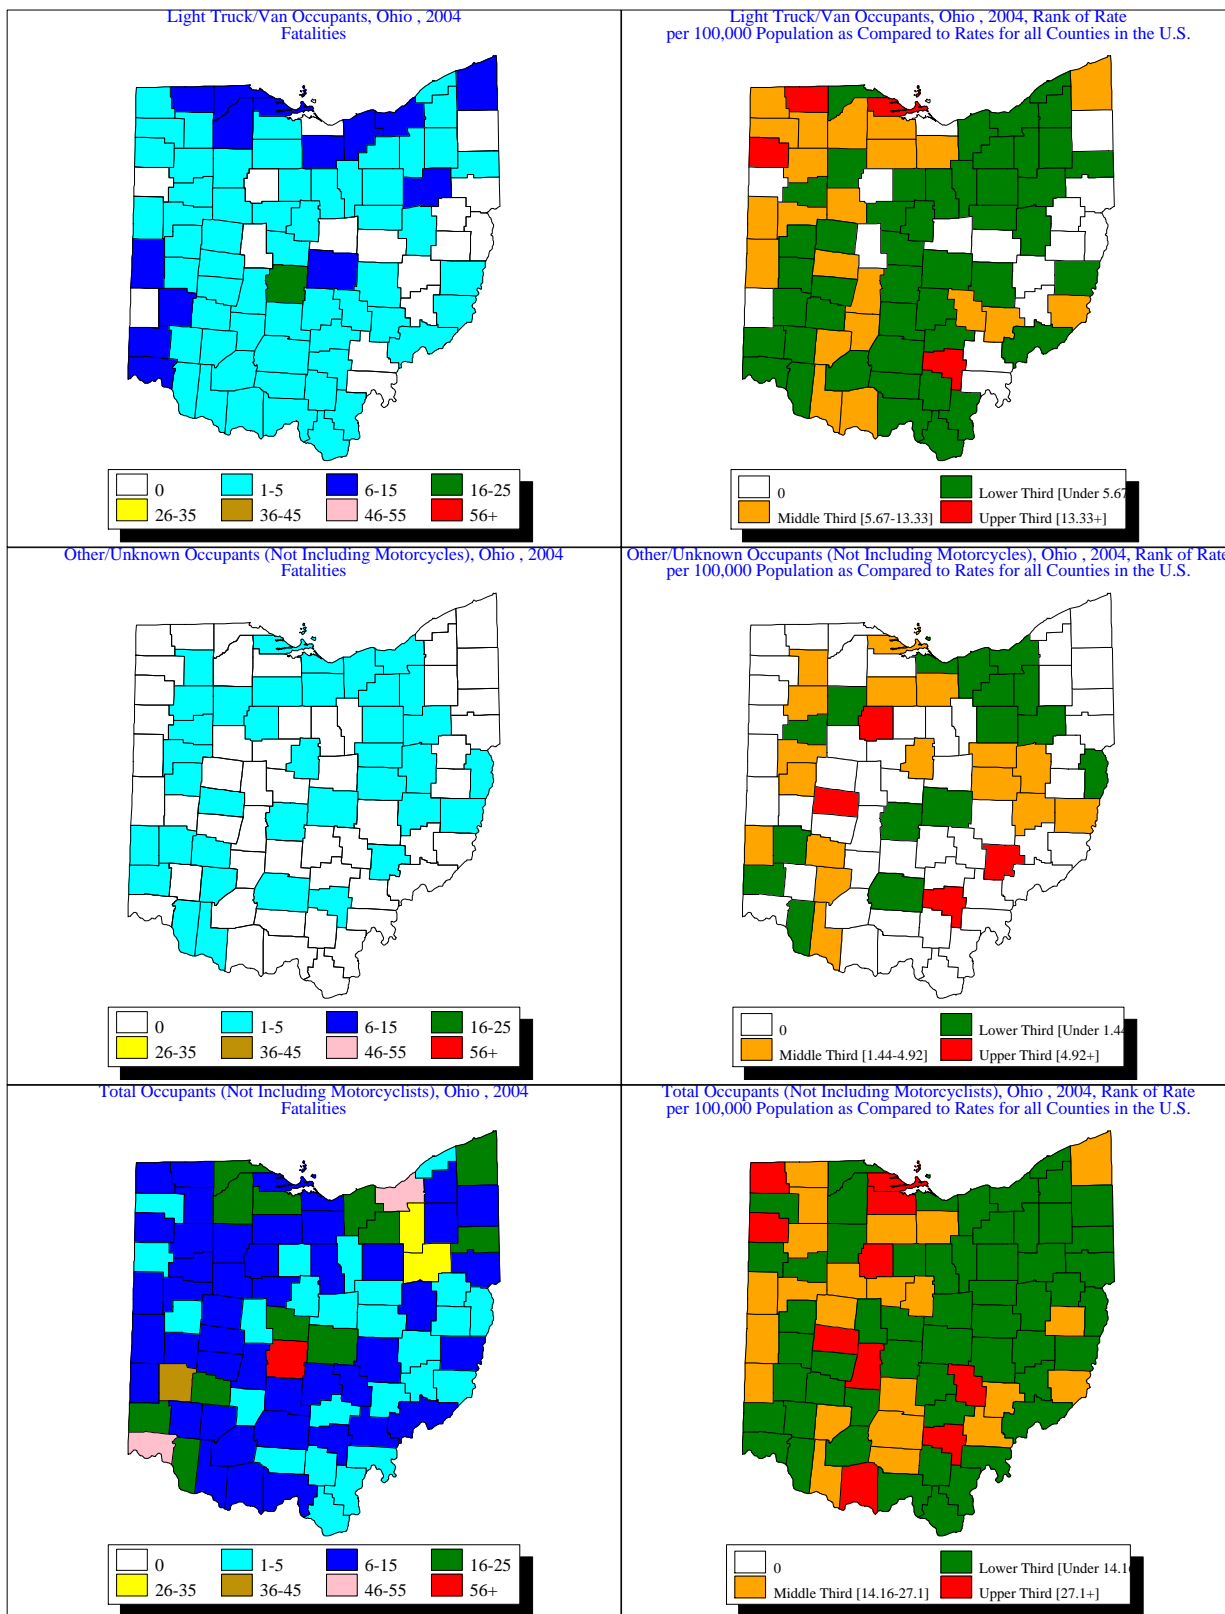 Light Truck/Van Occupants, Ohio , 2004
Fatalities
0
1-5
6-15
16-25
26-35
36-45
46-55
56+
Light Truck/Van Occupants, Ohio , 2004, Rank of Rate
per 100,000 Population as Compared to Rates for all Counties in the U.S.
0
Lower Third [Under 5.67
Middle Third [5.67-13.33]
Upper Third [13.33+]
Other/Unknown Occupants (Not Including Motorcycles), Ohio , 2004
Fatalities
0
1-5
6-15
16-25
26-35
36-45
46-55
56+
Other/Unknown Occupants (Not Including Motorcycles), Ohio , 2004, Rank of Rate
per 100,000 Population as Compared to Rates for all Counties in the U.S.
0
Lower Third [Under 1.44
Middle Third [1.44-4.92]
Upper Third [4.92+]
Total Occupants (Not Including Motorcyclists), Ohio , 2004
Fatalities
0
1-5
6-15
16-25
26-35
36-45
46-55
56+
Total Occupants (Not Including Motorcyclists), Ohio , 2004, Rank of Rate
per 100,000 Population as Compared to Rates for all Counties in the U.S.
0
Lower Third [Under 14.16
Middle Third [14.16-27.1]
Upper Third [27.1+]